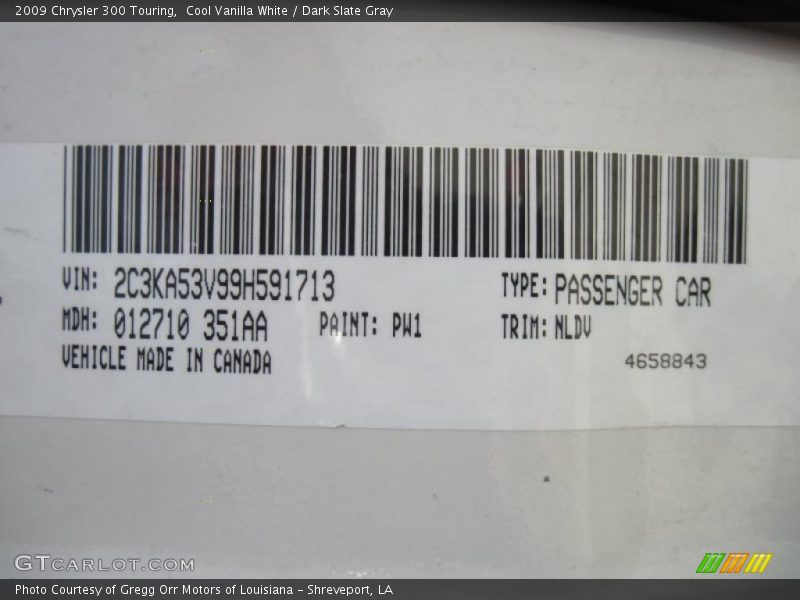 2009 Chrysler 300 Touring,  Cool Vanilla White / Dark Slate Gray
VIN: 2C3KA53V99H591713 TYPE: PASSENGER CAR
MDH: 012710 351AA PAINT: PW1 TRIM: NLDV
VEHICLE MADE IN CANADA 4658843
GTCARLOT.COM
Photo Courtesy of Gregg Orr Motors of Louisiana - Shreveport, LA